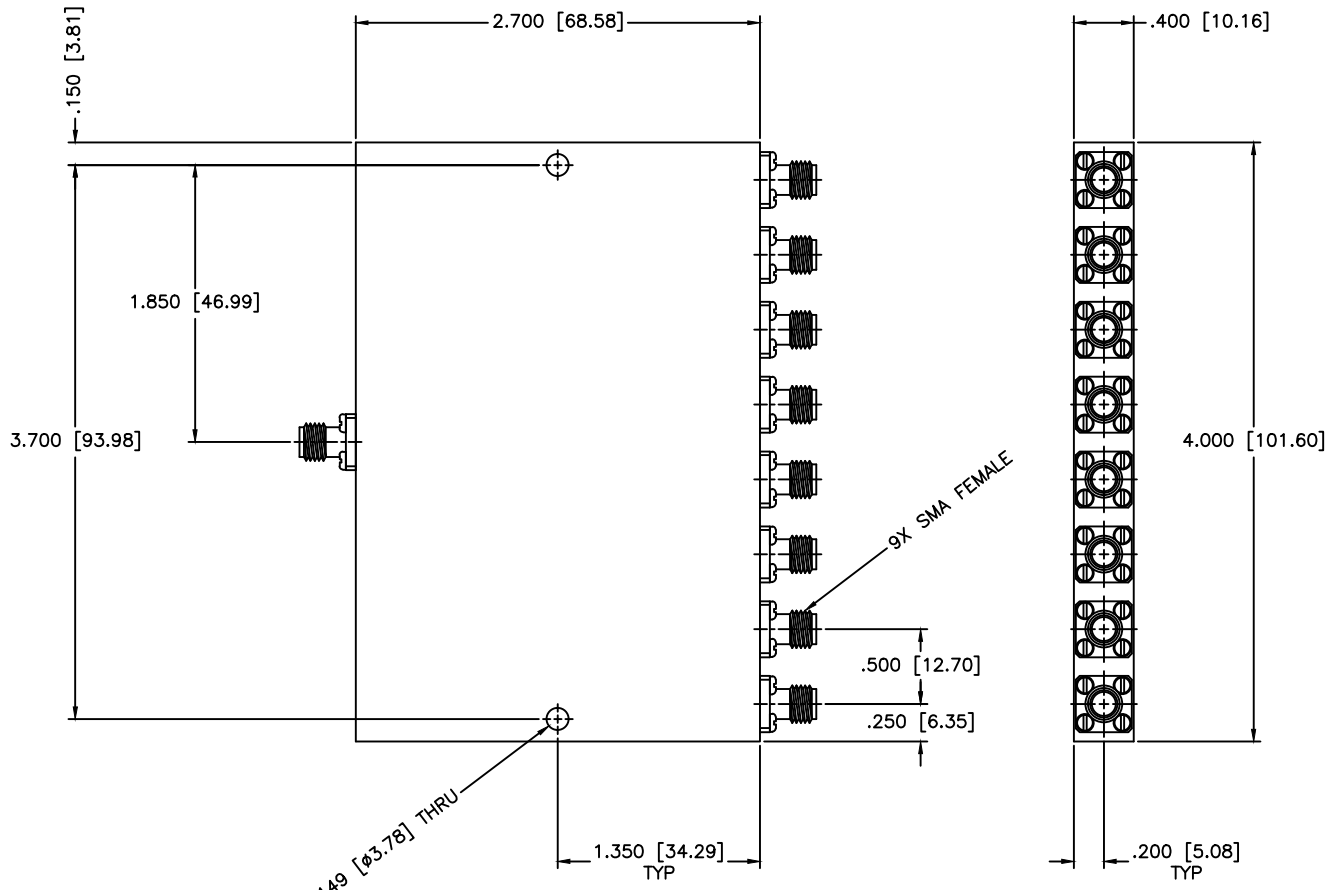 2.700 [68.58]
.400 [10.16]
.150 [3.81]
1.850 [46.99]
3.700 [93.98]
4.000 [101.60]
9X SMA FEMALE
.500 [12.70]
.250 [6.35]
[ø3.78] THRU
1.350 [34.29]
TYP
.200 [5.08]
TYP